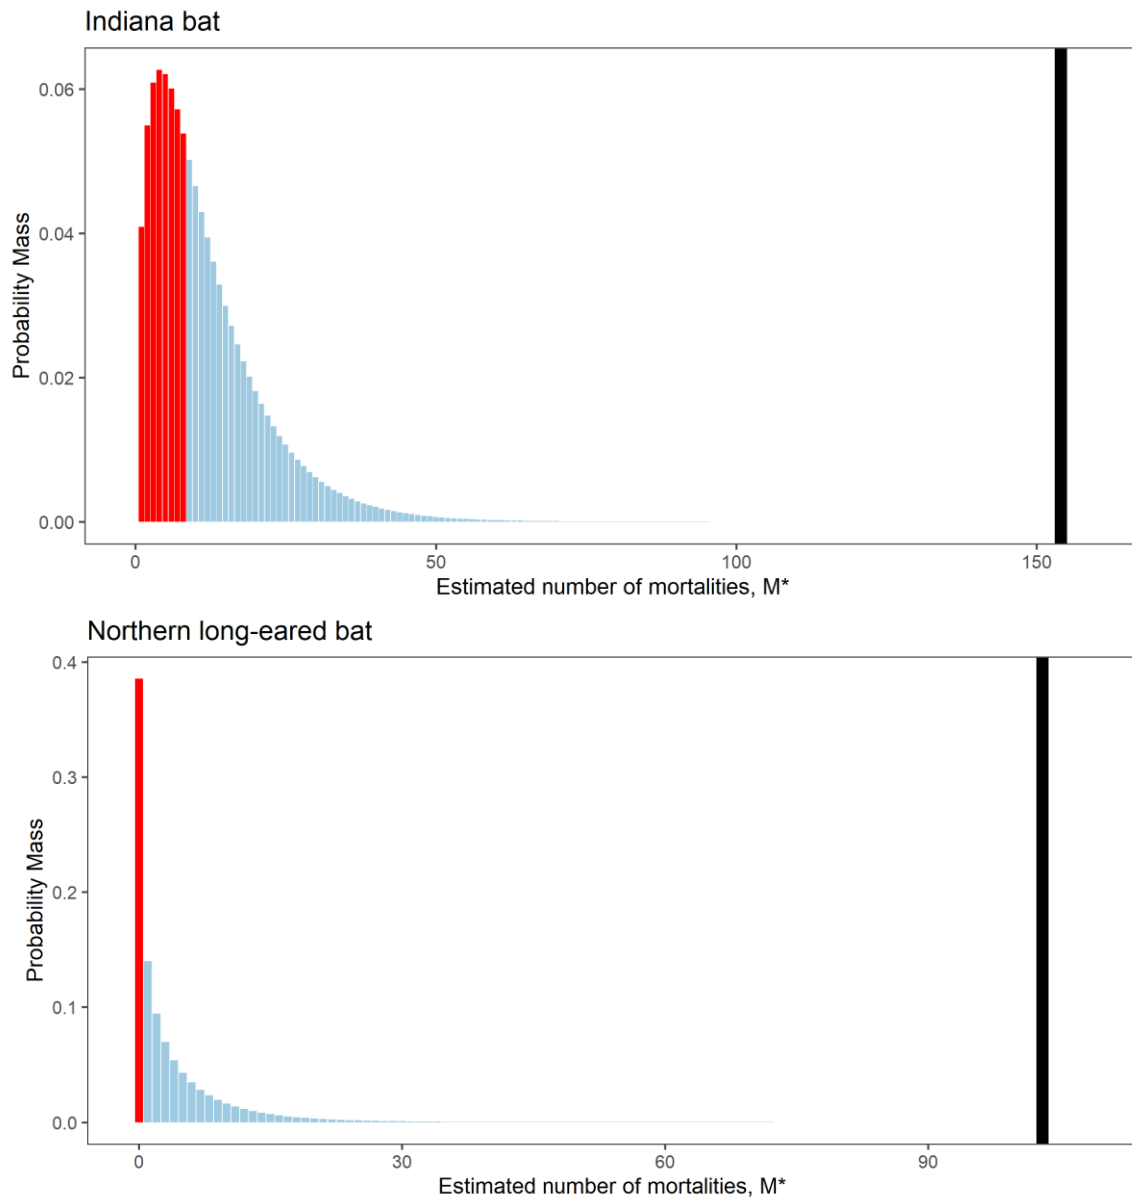 Indiana bat
Probability Mass
0.06
0.04
0.02
0.00
0 50 100 150
Estimated number of mortalities, M*
Northern long-eared bat
Probability Mass
0.4
0.3
0.2
0.1
0.0
0 30 60 90
Estimated number of mortalities, M*